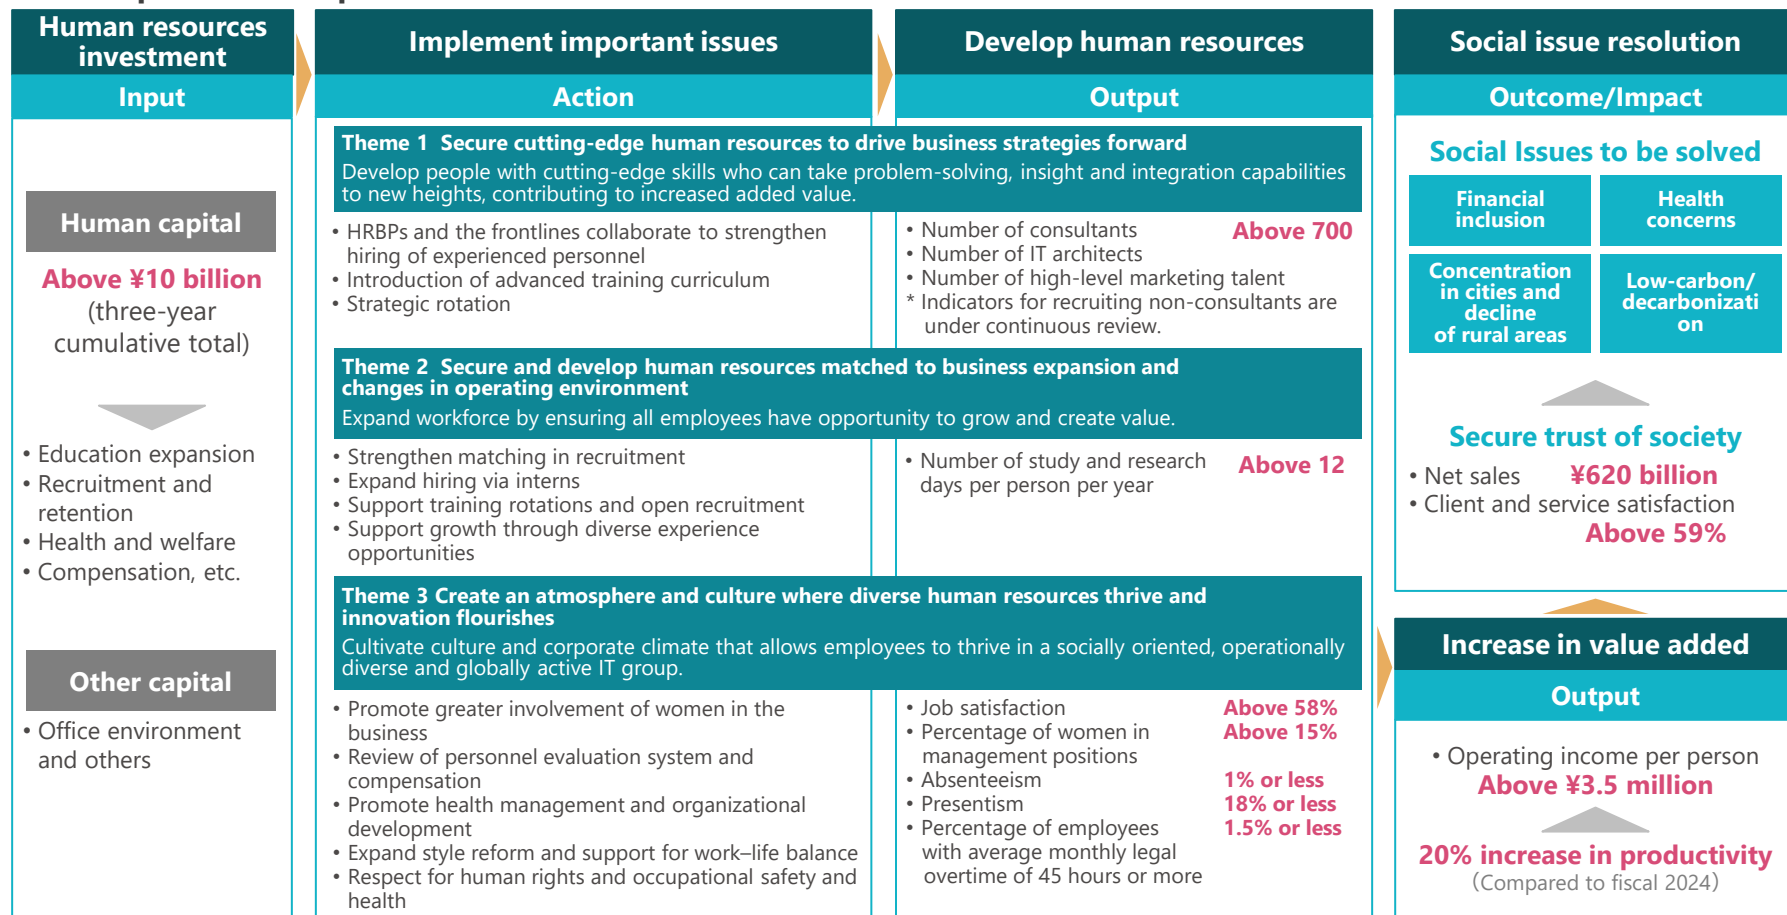 Human resources
investment
Input
Human capital
Above ¥10 billion
(three-year
cumulative total)
• Education expansion
• Recruitment and
retention
• Health and welfare
• Compensation, etc.
Other capital
• Office environment
and others
Implement important issues
Action
Develop human resources
Output
Theme 1 Secure cutting-edge human resources to drive business strategies forward
Develop people with cutting-edge skills who can take problem-solving, insight and integration capabilities
to new heights, contributing to increased added value.
• HRBPs and the frontlines collaborate to strengthen
hiring of experienced personnel
• Introduction of advanced training curriculum
• Strategic rotation
• Number of consultants Above 700
• Number of IT architects
• Number of high-level marketing talent
* Indicators for recruiting non-consultants are
under continuous review.
Theme 2 Secure and develop human resources matched to business expansion and
changes in operating environment
Expand workforce by ensuring all employees have opportunity to grow and create value.
• Strengthen matching in recruitment
• Expand hiring via interns
• Support training rotations and open recruitment
• Support growth through diverse experience
opportunities
• Number of study and research Above 12
days per person per year
Theme 3 Create an atmosphere and culture where diverse human resources thrive and
innovation flourishes
Cultivate culture and corporate climate that allows employees to thrive in a socially oriented, operationally
diverse and globally active IT group.
• Promote greater involvement of women in the
business
• Review of personnel evaluation system and
compensation
• Promote health management and organizational
development
• Expand style reform and support for work–life balance
• Respect for human rights and occupational safety and
health
• Job satisfaction Above 58%
• Percentage of women in Above 15%
management positions
• Absenteeism 1% or less
• Presentism 18% or less
• Percentage of employees 1.5% or less
with average monthly legal
overtime of 45 hours or more
Social issue resolution
Outcome/Impact
Social Issues to be solved
Financial
inclusion
Health
concerns
Concentration
in cities and
decline
of rural areas
Low-carbon/
decarbonizati
on
Secure trust of society
• Net sales ¥620 billion
• Client and service satisfaction
Above 59%
Increase in value added
Output
• Operating income per person
Above ¥3.5 million
20% increase in productivity
(Compared to fiscal 2024)